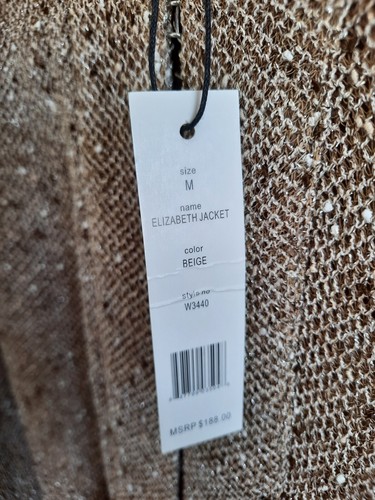 size
M
name
ELIZABETH JACKET
color
BEIGE
style no
W3440
MSRP $188.00